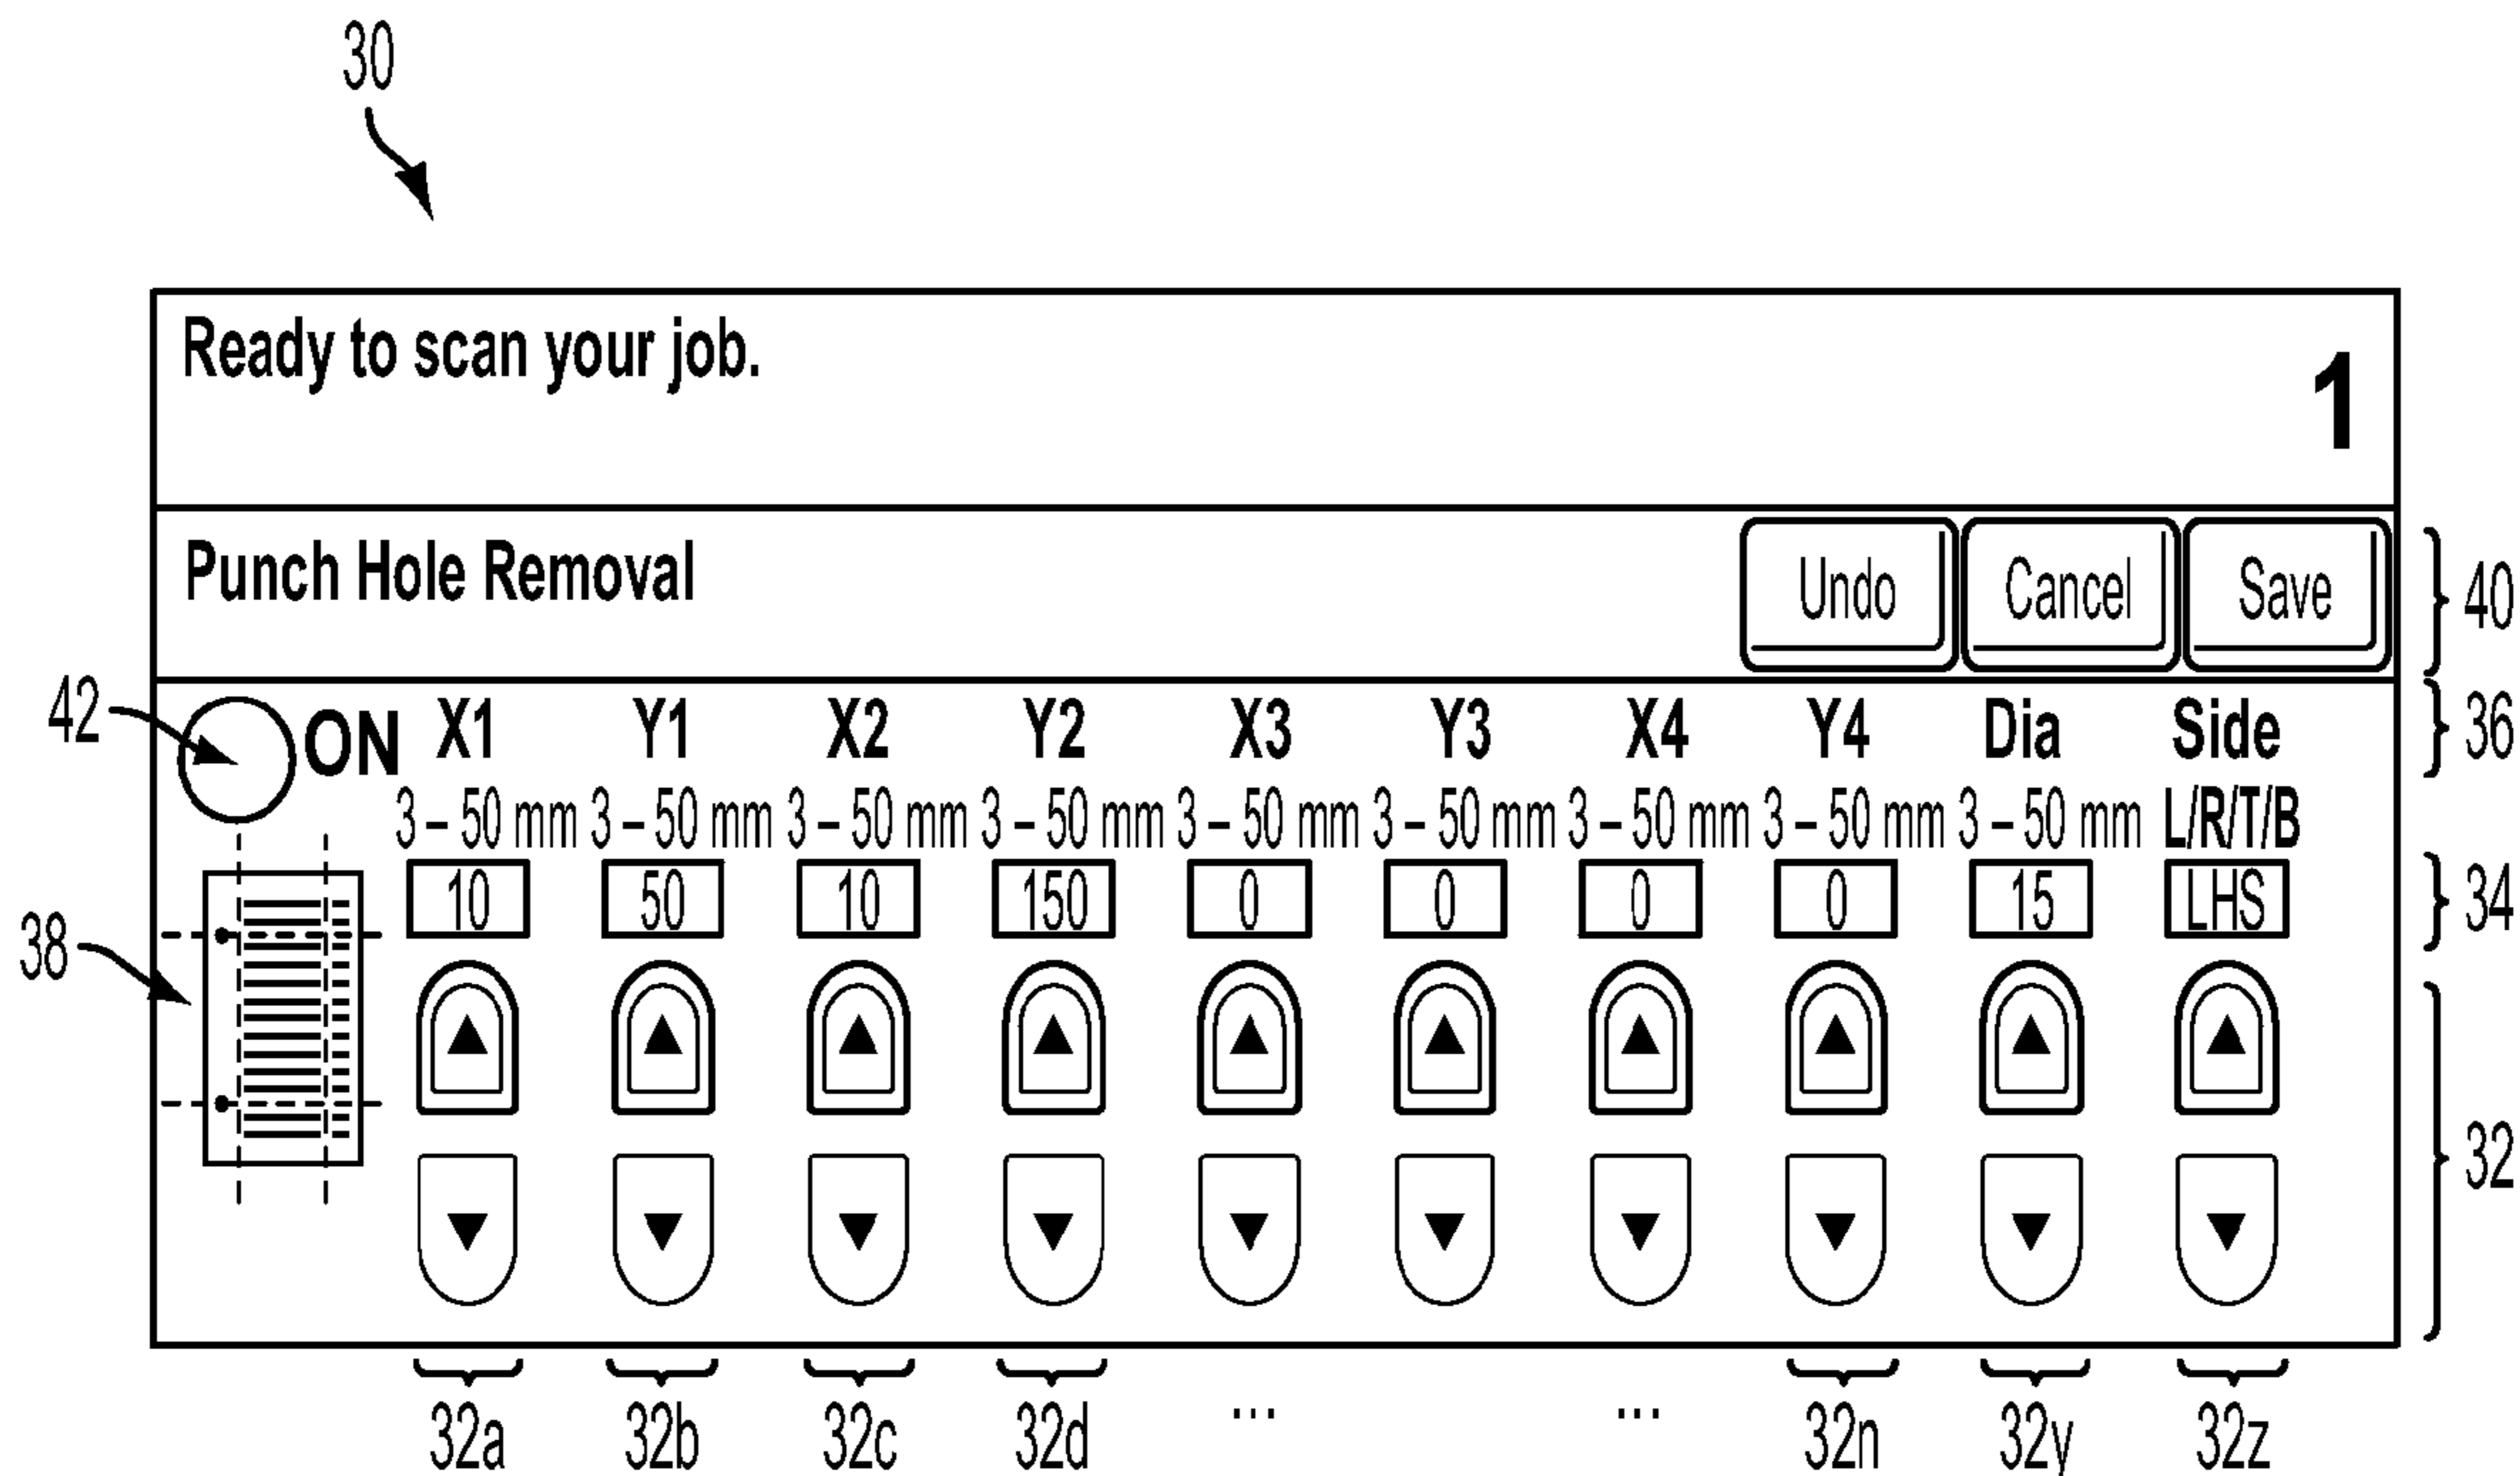 30
Ready to scan your job.
1
Punch Hole Removal
Undo Cancel Save
40
42
ON X1 Y1 X2 Y2 X3 Y3 X4 Y4 Dia Side
36
3 – 50 mm 3 – 50 mm 3 – 50 mm 3 – 50 mm 3 – 50 mm 3 – 50 mm 3 – 50 mm 3 – 50 mm 3 – 50 mm L/R/T/B
10 50 10 150 0 0 0 0 15 LHS
34
38
32
32a 32b 32c 32d ... ... 32n 32y 32z